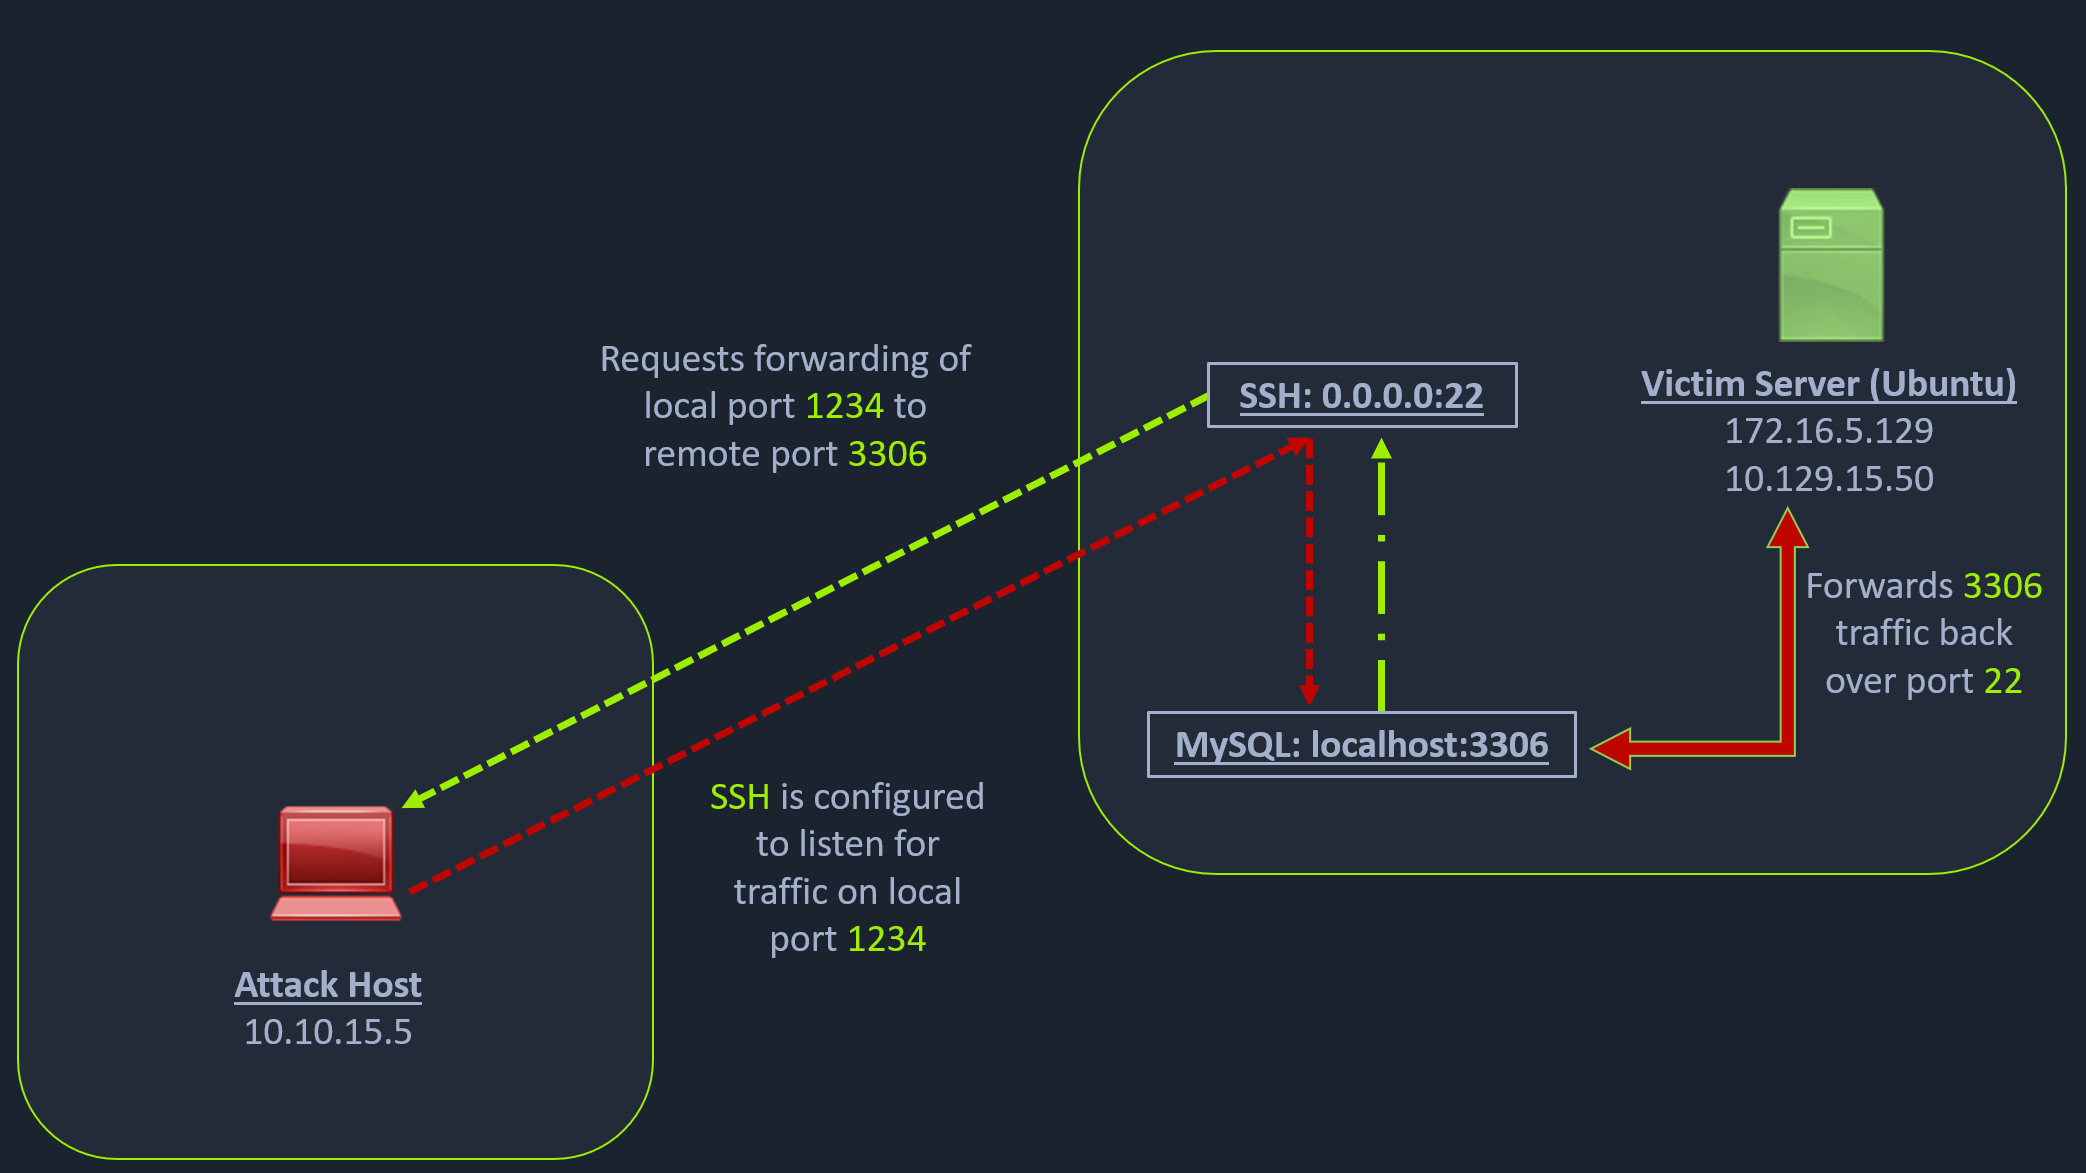 Requests forwarding of
local port 1234 to
remote port 3306
SSH: 0.0.0.0:22
Victim Server (Ubuntu)
172.16.5.129
10.129.15.50
Forwards 3306
traffic back
over port 22
MySQL: localhost:3306
SSH is configured
to listen for
traffic on local
port 1234
Attack Host
10.10.15.5